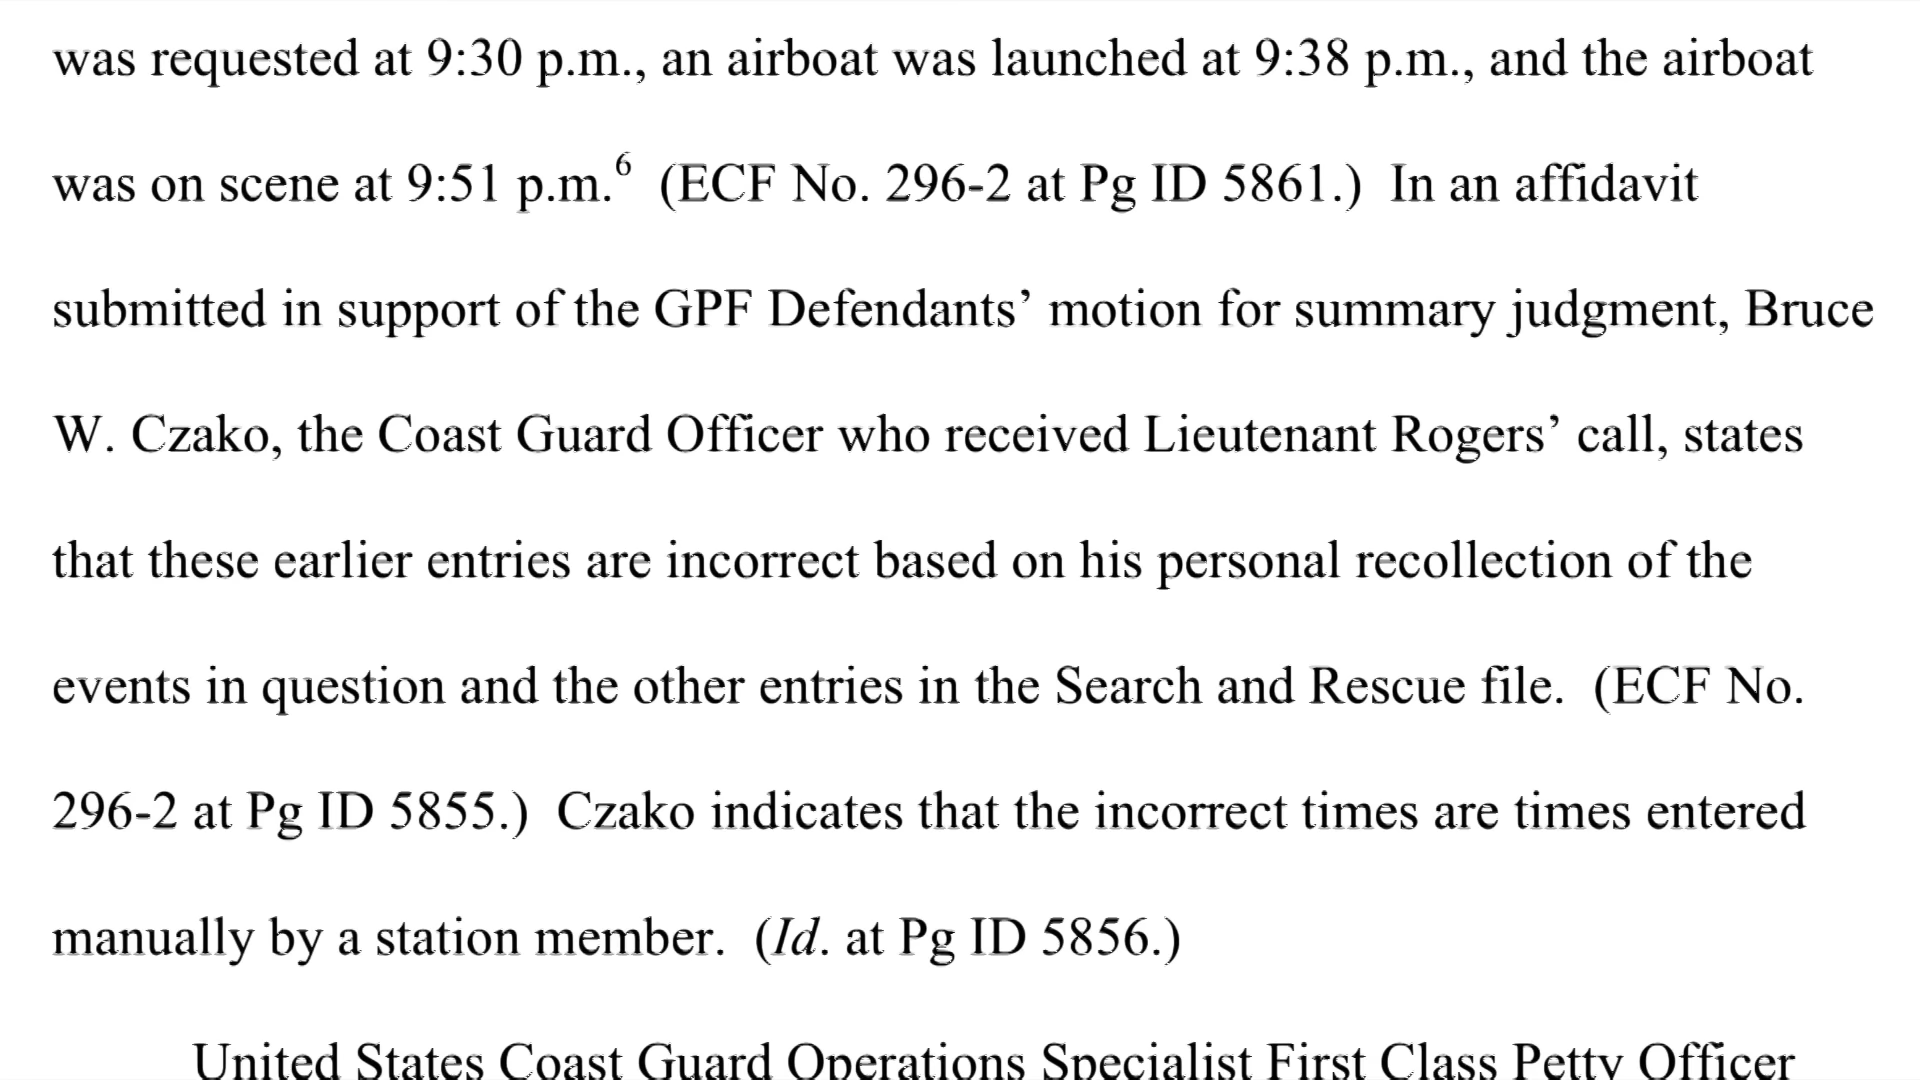 was requested at 9:30 p.m., an airboat was launched at 9:38 p.m., and the airboat
was on scene at 9:51 p.m.6 (ECF No. 296-2 at Pg ID 5861.) In an affidavit
submitted in support of the GPF Defendants’ motion for summary judgment, Bruce
W. Czako, the Coast Guard Officer who received Lieutenant Rogers’ call, states
that these earlier entries are incorrect based on his personal recollection of the
events in question and the other entries in the Search and Rescue file. (ECF No.
296-2 at Pg ID 5855.) Czako indicates that the incorrect times are times entered
manually by a station member. (Id. at Pg ID 5856.)
United States Coast Guard Operations Specialist First Class Petty Officer